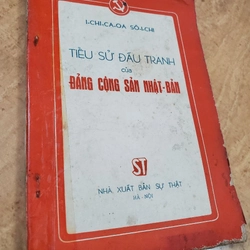 I-CHI-CA-OA SÔ-I-CHI
TIỂU SỬ ĐẤU TRANH
của
ĐẢNG CỘNG SẢN NHẬT-BẢN
ST
NHÀ XUẤT BẢN SỰ THẬT
HÀ-NỘI